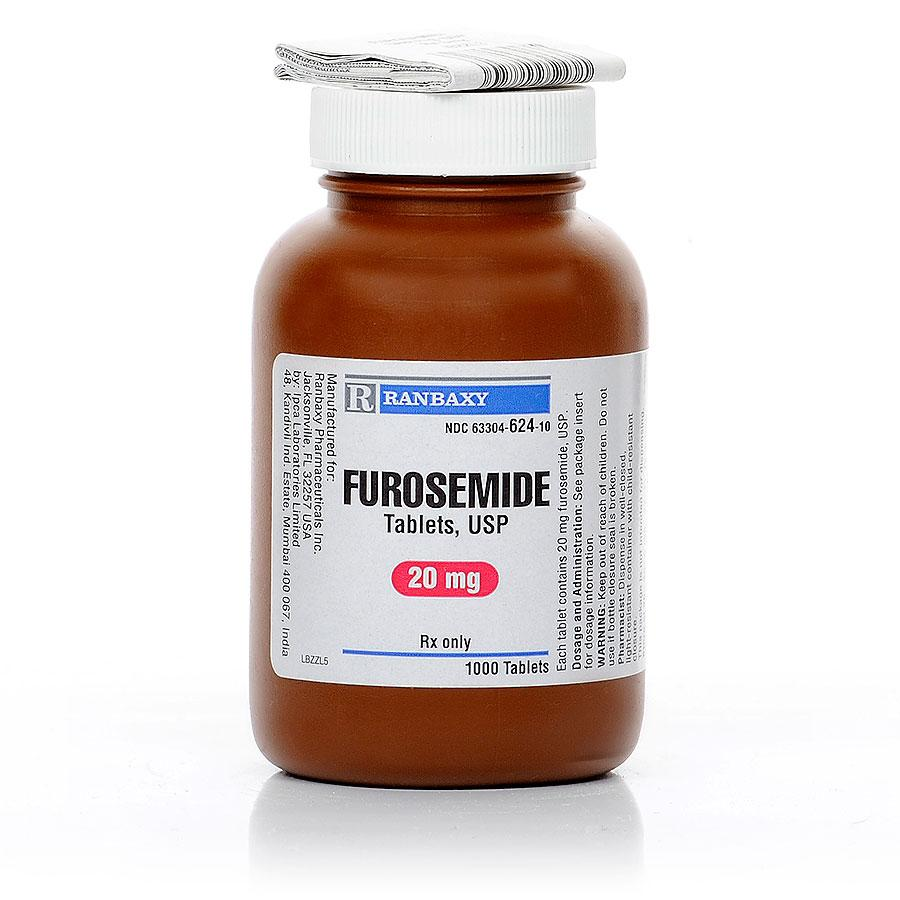 R RANBAXY
NDC 63304-624-10
FUROSEMIDE
Tablets, USP
20 mg
Rx only
1000 Tablets
Manufactured for:
Ranbaxy Pharmaceuticals Inc.
Jacksonville, FL 32257 USA
by: Ipca Laboratories Limited
48, Kandivli Ind. Estate, Mumbai 400 067, India
LBZZL5
Each tablet contains 20 mg furosemide, USP.
Dosage and Administration: See package insert
for dosage information.
WARNING: Keep out of reach of children. Do not
use if bottle closure seal is broken.
Pharmacist: Dispense in well-closed,
light-resistant container with child-resistant
closure.